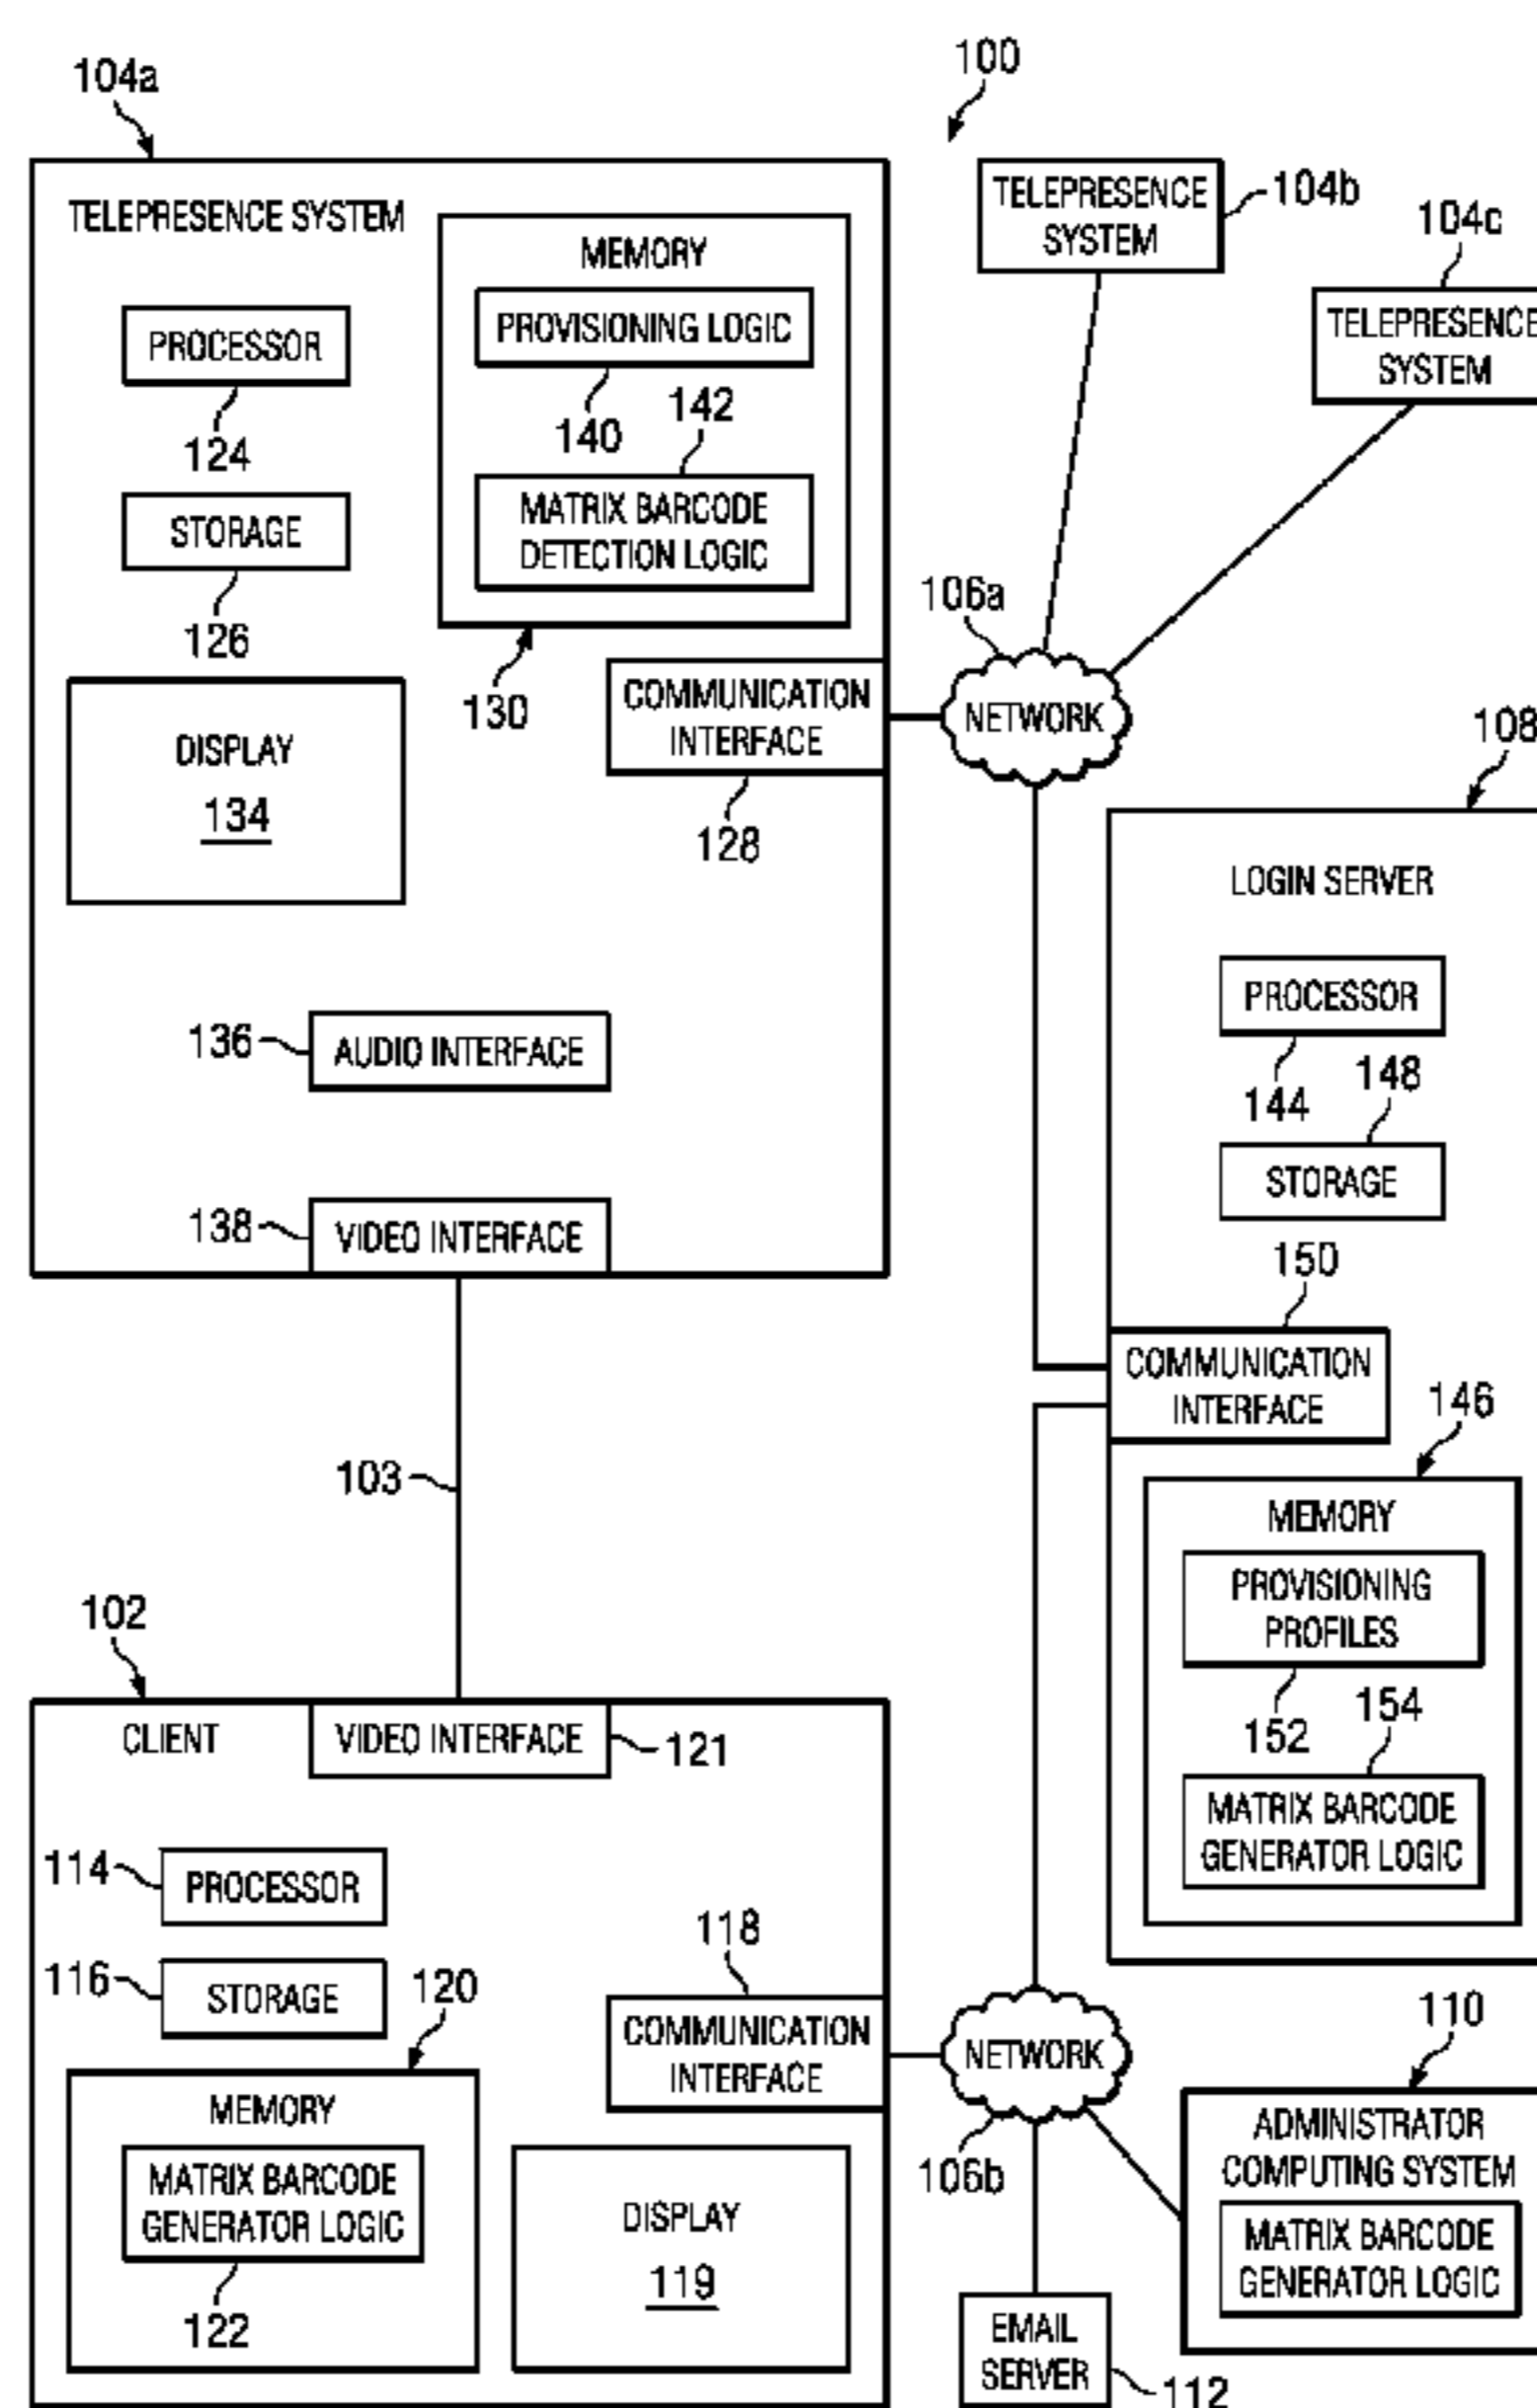 100
104a
TELEPRESENCE SYSTEM
PROCESSOR
124
STORAGE
126
MEMORY
PROVISIONING LOGIC
140
142
MATRIX BARCODE
DETECTION LOGIC
130
COMMUNICATION
INTERFACE
128
DISPLAY
134
136
AUDIO INTERFACE
138
VIDEO INTERFACE
103
TELEPRESENCE
SYSTEM
104b
104c
TELEPRESENCE
SYSTEM
106a
NETWORK
108
LOGIN SERVER
PROCESSOR
144
148
STORAGE
150
COMMUNICATION
INTERFACE
146
MEMORY
PROVISIONING
PROFILES
152
154
MATRIX BARCODE
GENERATOR LOGIC
102
CLIENT
VIDEO INTERFACE
121
114
PROCESSOR
116
STORAGE
120
MEMORY
MATRIX BARCODE
GENERATOR LOGIC
122
118
COMMUNICATION
INTERFACE
DISPLAY
119
NETWORK
106b
110
ADMINISTRATOR
COMPUTING SYSTEM
MATRIX BARCODE
GENERATOR LOGIC
EMAIL
SERVER
112